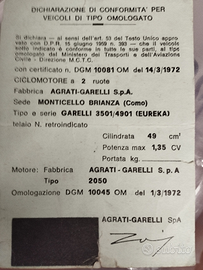 DICHIARAZIONE DI CONFORMITA' PER
VEICOLI DI TIPO OMOLOGATO
Si dichiara - ai sensi dell'art. 53 del Testo Unico appro-
vato con D.P.R. 15 giugno 1959 n. 393 - che il veicolo
sotto indicato è conforme in tutte le sue parti, al tipo
omologato dal Ministero dei Trasporti e dell'Aviazione
Civile - Direzione M.C.T.C.
con certificato n. DGM 10081 OM del 14/3/1972
CICLOMOTORE A 2 ruote
Fabbrica AGRATI-GARELLI S.p.A.
Sede MONTICELLO BRIANZA (Como)
Tipo e serie GARELLI 3501/4901 (EUREKA)
telaio N. retroindicato
Cilindrata 49 cm³
Potenza max 1,35 CV
Portata kg.
Motore: Fabbrica AGRATI - GARELLI S. p. A
Tipo 2050
Omologazione DGM 10045 OM del 1/3/1972
AGRATI-GARELLI SpA